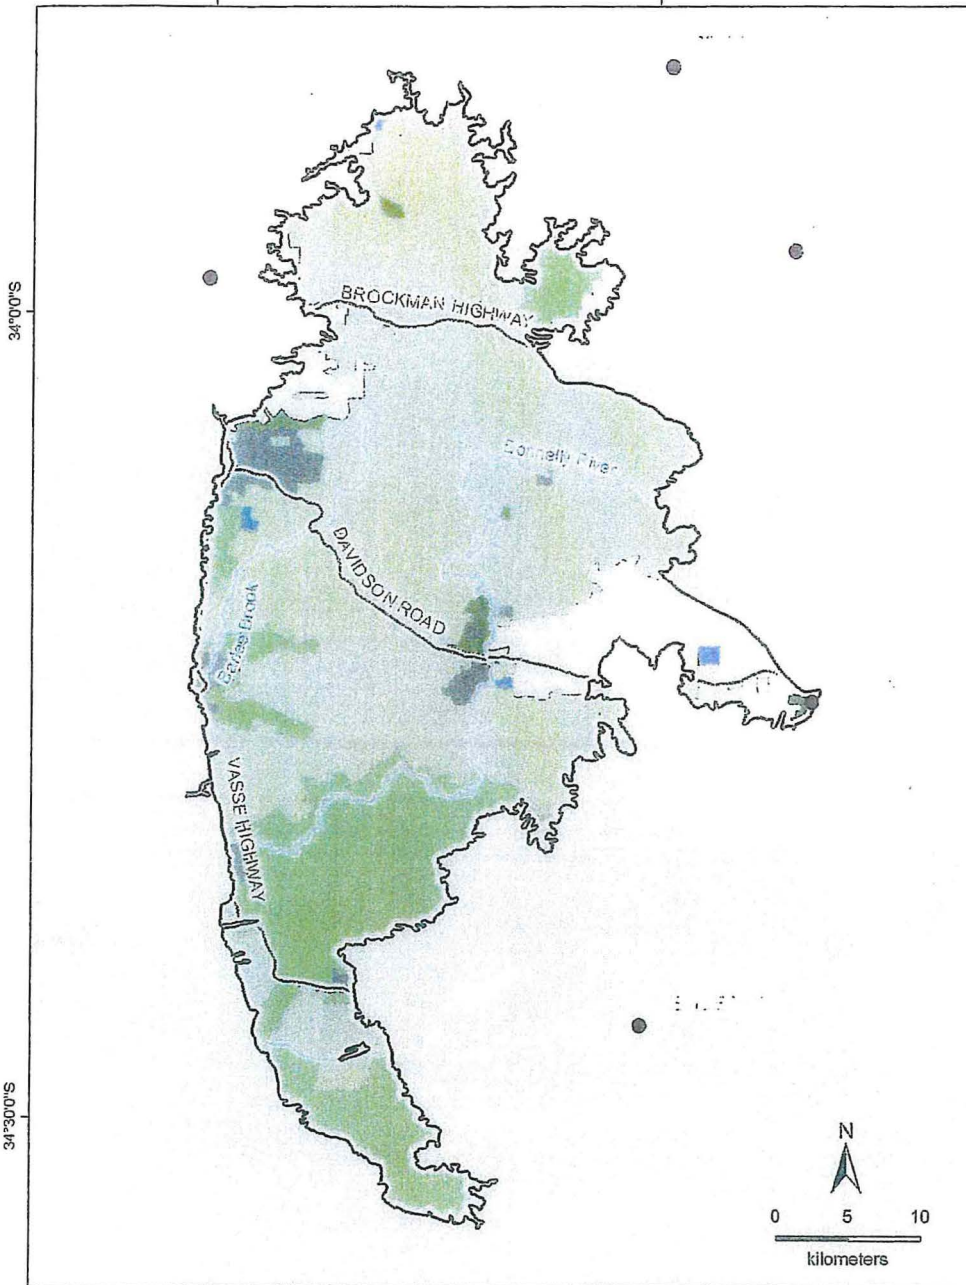 34°0'0"S
BROCKMAN HIGHWAY
Donnelly River
DAVIDSON ROAD
Barlee Brook
VASSE HIGHWAY
34°30'0"S
N
0 5 10
kilometers